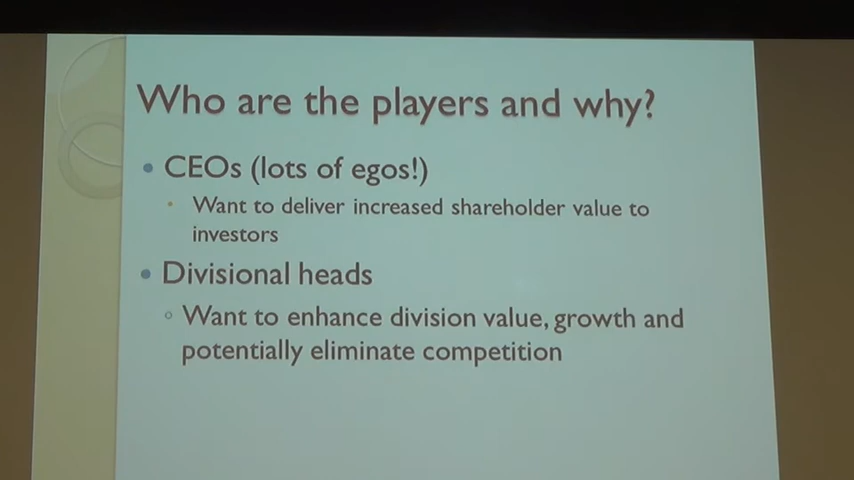 Who are the players and why?
• CEOs (lots of egos!)
• Want to deliver increased shareholder value to
investors
• Divisional heads
○ Want to enhance division value, growth and
potentially eliminate competition